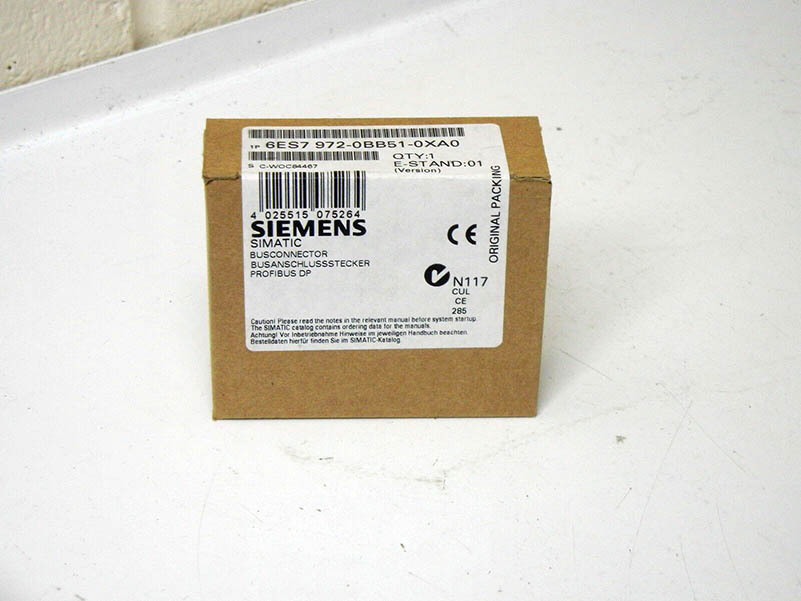 1P 6ES7 972-0BB51-0XA0
QTY:1
S C-WOC84467
E-STAND:01
(Version)
4 025515 075264
SIEMENS
SIMATIC
BUSCONNECTOR
BUSANSCHLUSSSTECKER
PROFIBUS DP
CE
ORIGINAL PACKING
N117
CUL
CE
285
Caution! Please read the notes in the relevant manual before system startup.
The SIMATIC catalog contains ordering data for the manuals.
Achtung! Vor Inbetriebnahme Hinweise im jeweiligen Handbuch beachten.
Bestelldaten hierfür finden Sie im SIMATIC-Katalog.